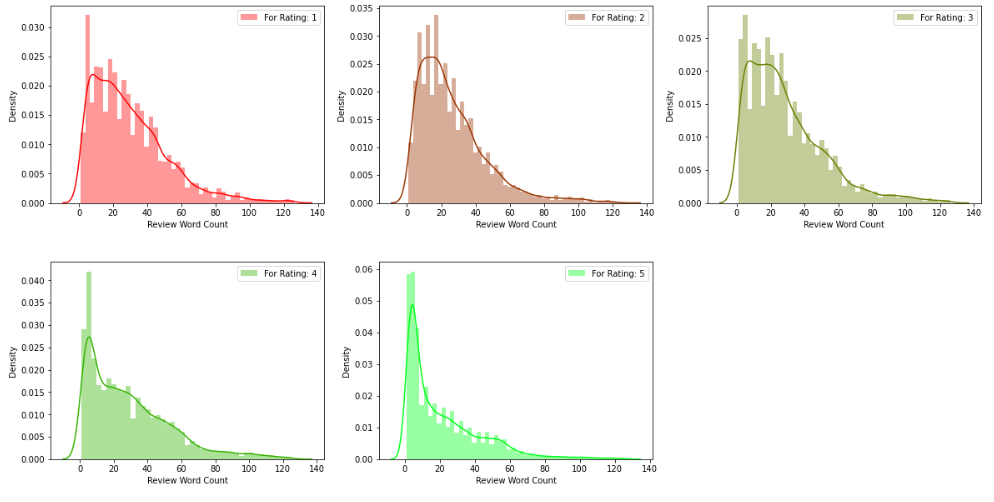 For Rating: 1
0.030
0.025
0.020
0.015
0.010
0.005
0.000
Density
0 20 40 60 80 100 120 140
Review Word Count
For Rating: 2
0.035
0.030
0.025
0.020
0.015
0.010
0.005
0.000
Density
0 20 40 60 80 100 120 140
Review Word Count
For Rating: 3
0.025
0.020
0.015
0.010
0.005
0.000
Density
0 20 40 60 80 100 120 140
Review Word Count
For Rating: 4
0.040
0.035
0.030
0.025
0.020
0.015
0.010
0.005
0.000
Density
0 20 40 60 80 100 120 140
Review Word Count
For Rating: 5
0.06
0.05
0.04
0.03
0.02
0.01
0.00
Density
0 20 40 60 80 100 120 140
Review Word Count